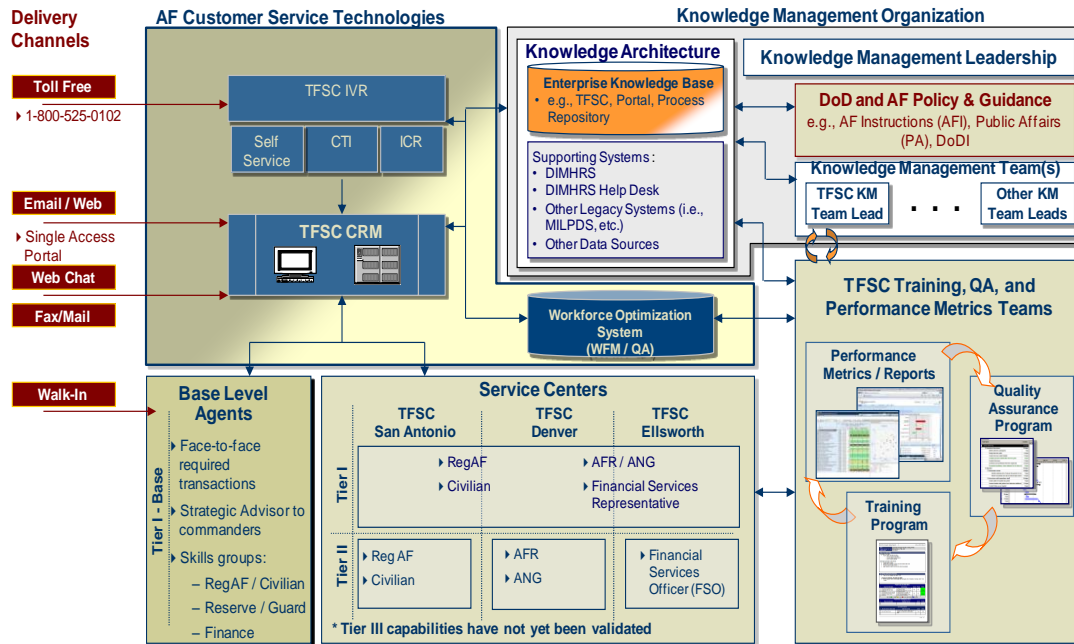 Delivery
Channels
AF Customer Service Technologies
Knowledge Management Organization
Toll Free
1-800-525-0102
Email / Web
Single Access
Portal
Web Chat
Fax/Mail
Walk-In
TFSC IVR
Self
Service
CTI
ICR
TFSC CRM
Knowledge Architecture
Enterprise Knowledge Base
• e.g., TFSC, Portal, Process
Repository
Supporting Systems :
• DIMHRS
• DIMHRS Help Desk
• Other Legacy Systems (i.e.,
MILPDS, etc.)
• Other Data Sources
Knowledge Management Leadership
DoD and AF Policy & Guidance
e.g., AF Instructions (AFI), Public Affairs
(PA), DoDI
Knowledge Management Team(s)
TFSC KM
Team Lead
. . .
Other KM
Team Leads
Workforce Optimization
System
(WFM / QA)
TFSC Training, QA, and
Performance Metrics Teams
Performance
Metrics / Reports
Quality
Assurance
Program
Training
Program
Base Level
Agents
Tier I - Base
Face-to-face
required
transactions
Strategic Advisor to
commanders
Skills groups:
– RegAF / Civilian
– Reserve / Guard
– Finance
Service Centers
TFSC
San Antonio
TFSC
Denver
TFSC
Ellsworth
Tier I
RegAF
Civilian
AFR / ANG
Financial Services
Representative
Tier II
Reg AF
Civilian
AFR
ANG
Financial
Services
Officer (FSO)
* Tier III capabilities have not yet been validated